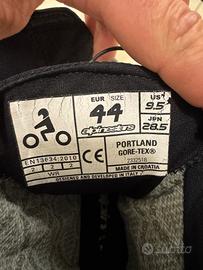 EUR SIZE
44
alpinestars
US 9.5
JPN 28.5
EN13634:2010
2 2 2
WR
CE
PORTLAND
GORE-TEX®
2332518
MADE IN CROATIA
DESIGNED AND DEVELOPED IN ITALY
subito